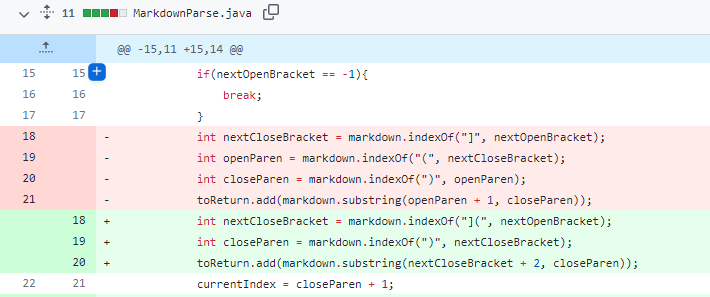 11 MarkdownParse.java
@@ -15,11 +15,14 @@
15 15 + if(nextOpenBracket == -1){
16 16 break;
17 17 }
18 - int nextCloseBracket = markdown.indexOf("]", nextOpenBracket);
19 - int openParen = markdown.indexOf("(", nextCloseBracket);
20 - int closeParen = markdown.indexOf(")", openParen);
21 - toReturn.add(markdown.substring(openParen + 1, closeParen));
18 + int nextCloseBracket = markdown.indexOf("](", nextOpenBracket);
19 + int closeParen = markdown.indexOf(")", nextCloseBracket);
20 + toReturn.add(markdown.substring(nextCloseBracket + 2, closeParen));
22 21 currentIndex = closeParen + 1;